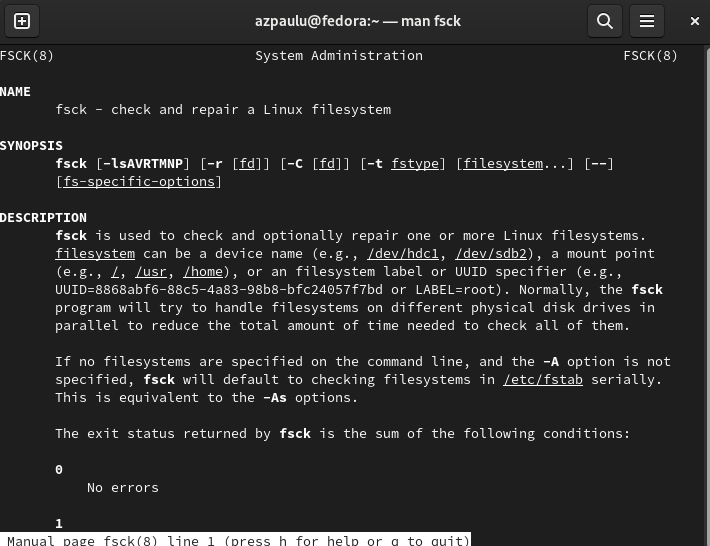 azpaulu@fedora:~ — man fsck
FSCK(8) System Administration FSCK(8)
NAME
fsck - check and repair a Linux filesystem
SYNOPSIS
fsck [-lsAVRTMNP] [-r [fd]] [-C [fd]] [-t fstype] [filesystem...] [--]
[fs-specific-options]
DESCRIPTION
fsck is used to check and optionally repair one or more Linux filesystems.
filesystem can be a device name (e.g., /dev/hdc1, /dev/sdb2), a mount point
(e.g., /, /usr, /home), or an filesystem label or UUID specifier (e.g.,
UUID=8868abf6-88c5-4a83-98b8-bfc24057f7bd or LABEL=root). Normally, the fsck
program will try to handle filesystems on different physical disk drives in
parallel to reduce the total amount of time needed to check all of them.
If no filesystems are specified on the command line, and the -A option is not
specified, fsck will default to checking filesystems in /etc/fstab serially.
This is equivalent to the -As options.
The exit status returned by fsck is the sum of the following conditions:
0
No errors
1
Manual page fsck(8) line 1 (press h for help or q to quit)